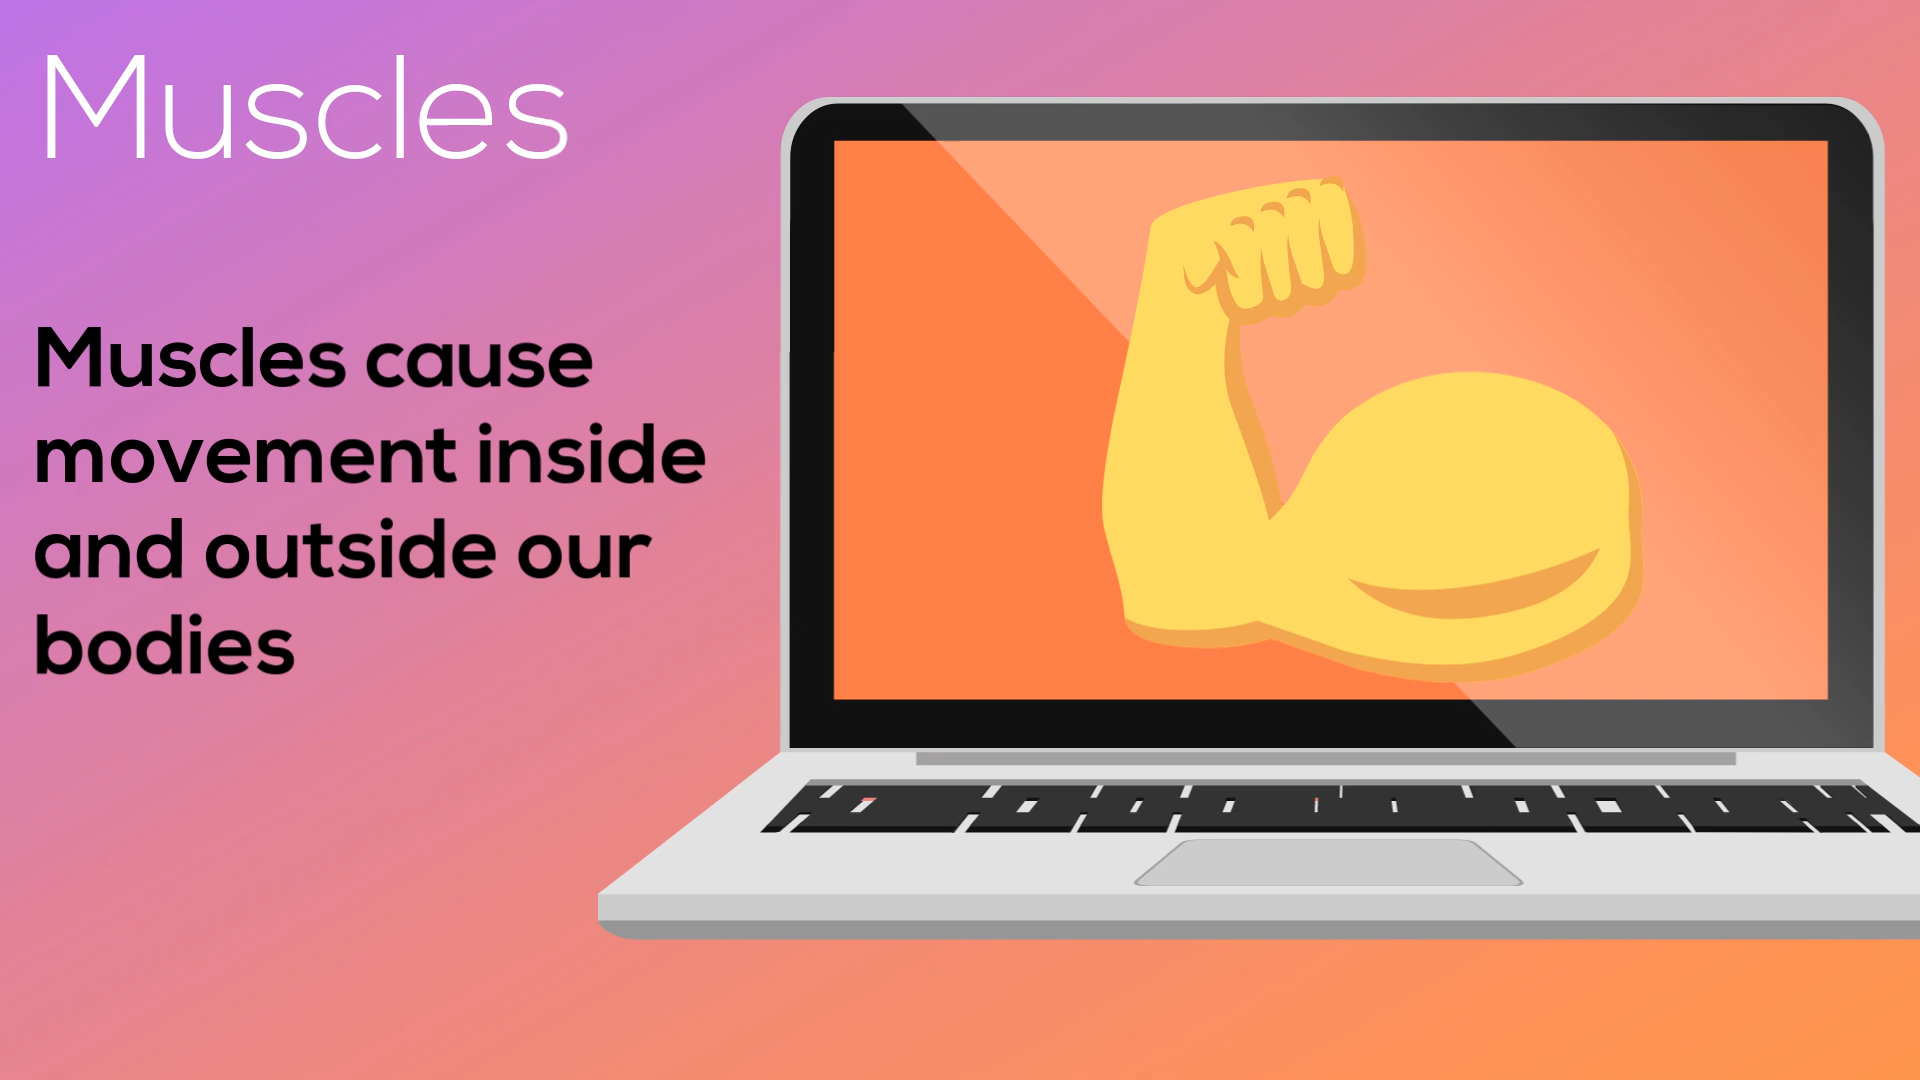 Muscles
Muscles cause
movement inside
and outside our
bodies